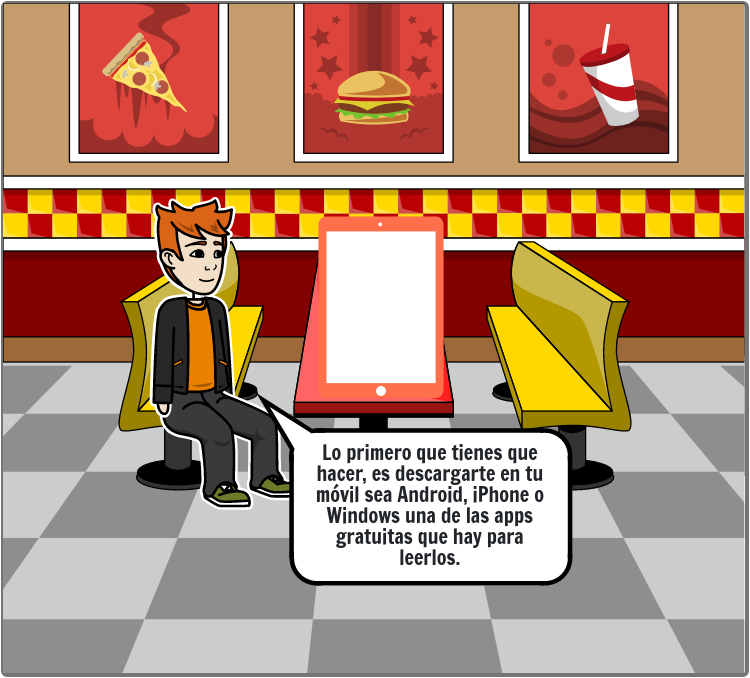 Lo primero que tienes que
hacer, es descargarte en tu
móvil sea Android, iPhone o
Windows una de las apps
gratuitas que hay para
leerlos.